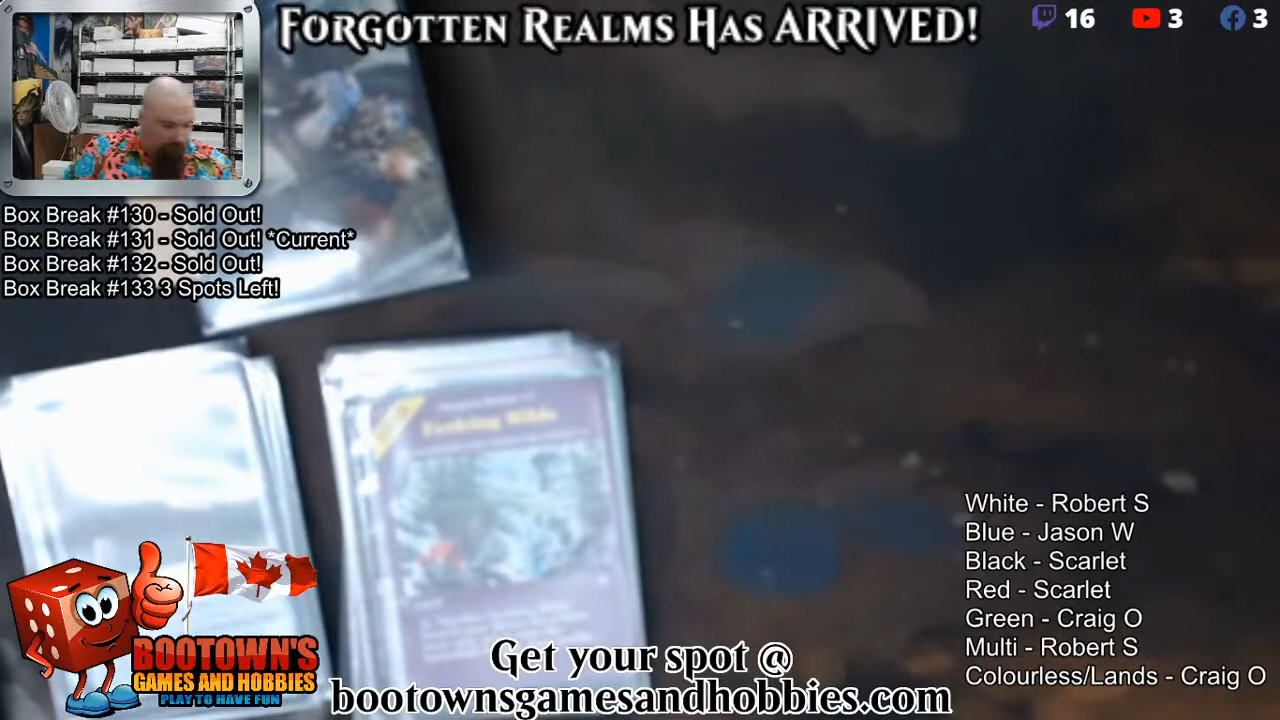 FORGOTTEN REALMS HAS ARRIVED!
16
3
3
Box Break #130 - Sold Out!
Box Break #131 - Sold Out! *Current*
Box Break #132 - Sold Out!
Box Break #133 3 Spots Left!
Evolving Wilds
White - Robert S
Blue - Jason W
Black - Scarlet
Red - Scarlet
Green - Craig O
Multi - Robert S
Colourless/Lands - Craig O
BOOTOWN'S
GAMES AND HOBBIES
PLAY TO HAVE FUN
Get your spot @
bootownsgamesandhobbies.com